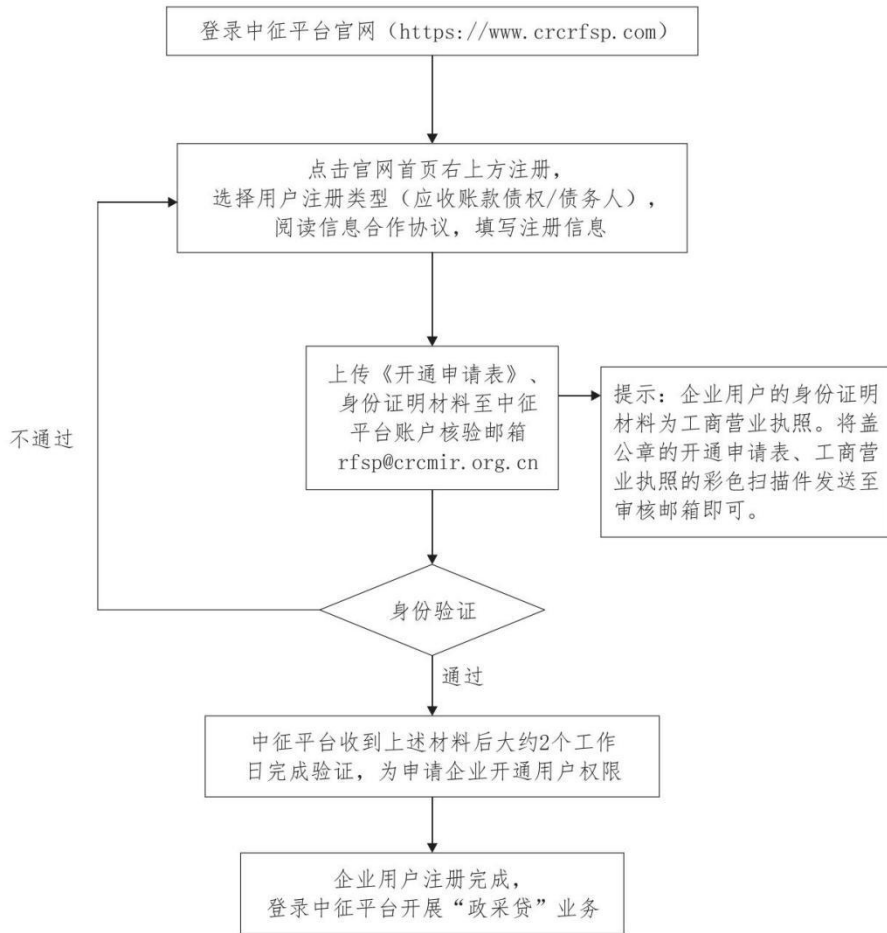 登录中征平台官网（https://www.crcrfsp.com）
点击官网首页右上方注册，
选择用户注册类型（应收账款债权/债务人），
阅读信息合作协议，填写注册信息
上传《开通申请表》、
身份证明材料至中征
平台账户核验邮箱
rfsp@crcmir.org.cn
提示：企业用户的身份证明
材料为工商营业执照。将盖
公章的开通申请表、工商营
业执照的彩色扫描件发送至
审核邮箱即可。
不通过
身份验证
通过
中征平台收到上述材料后大约2个工作
日完成验证，为申请企业开通用户权限
企业用户注册完成，
登录中征平台开展“政采贷”业务